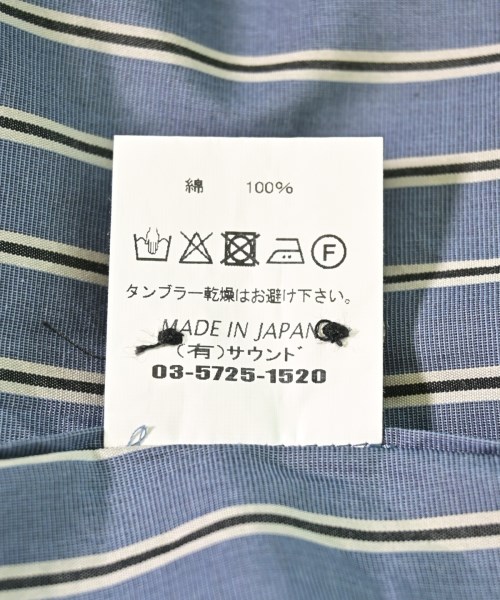 綿 100%
F
タンブラー乾燥はお避け下さい。
MADE IN JAPAN
(有)サウンド
03-5725-1520